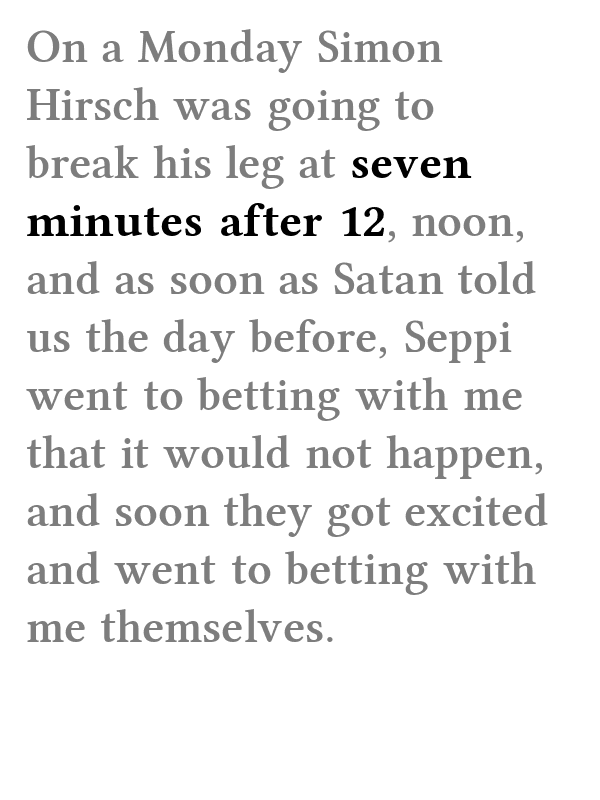 On a Monday Simon
Hirsch was going to
break his leg at seven
minutes after 12, noon,
and as soon as Satan told
us the day before, Seppi
went to betting with me
that it would not happen,
and soon they got excited
and went to betting with
me themselves.